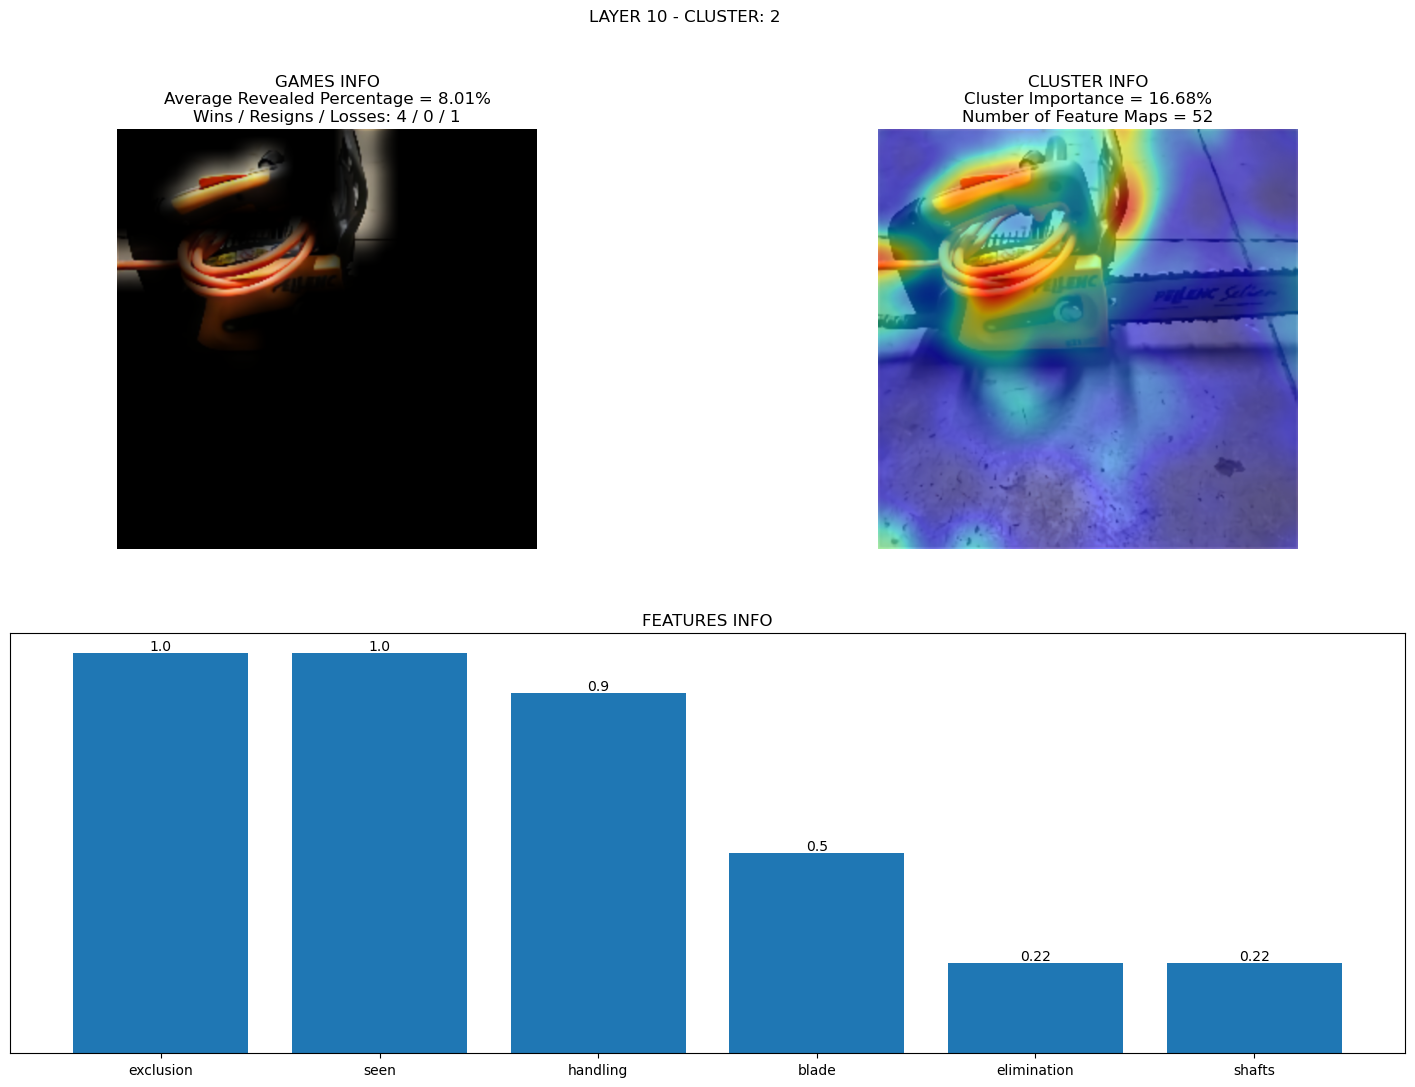 LAYER 10 - CLUSTER: 2
GAMES INFO
Average Revealed Percentage = 8.01%
Wins / Resigns / Losses: 4 / 0 / 1
CLUSTER INFO
Cluster Importance = 16.68%
Number of Feature Maps = 52
PELLENC
PELLENC
PELLENC Selion
FEATURES INFO
1.0
1.0
0.9
0.5
0.22
0.22
exclusion
seen
handling
blade
elimination
shafts